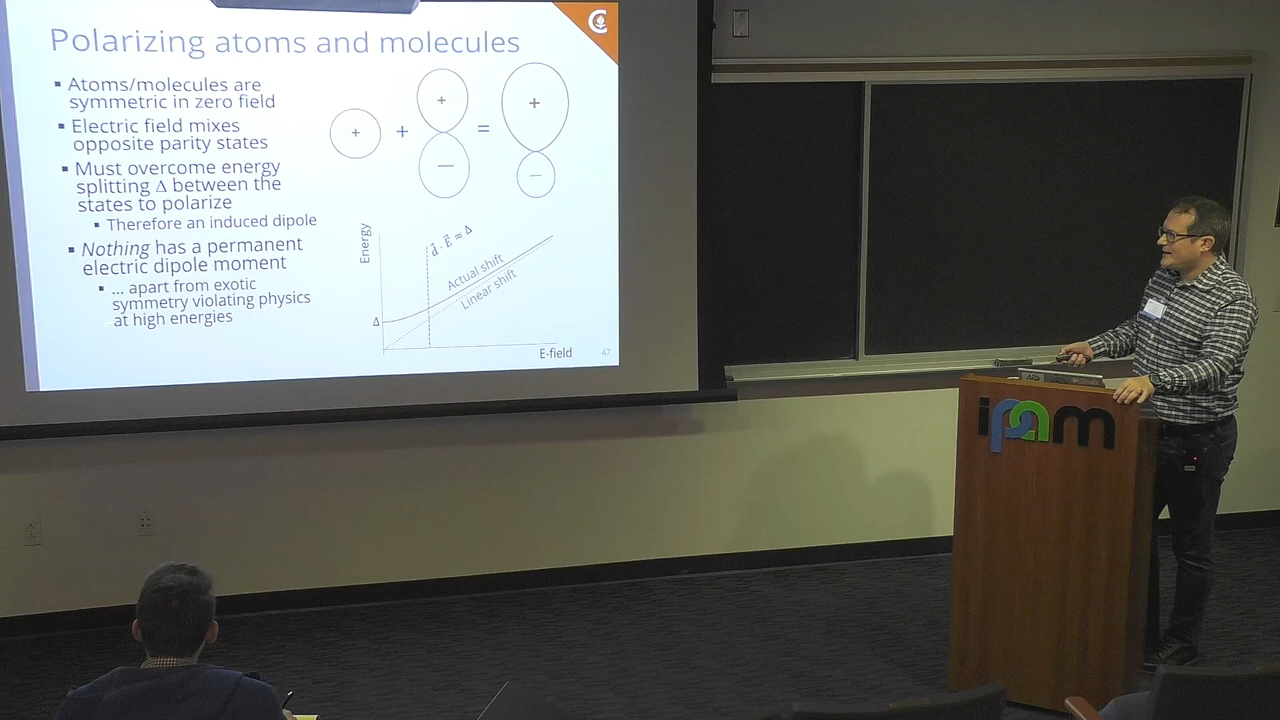 Polarizing atoms and molecules
▪ Atoms/molecules are
symmetric in zero field
▪ Electric field mixes
opposite parity states
▪ Must overcome energy
splitting Δ between the
states to polarize
▪ Therefore an induced dipole
▪ Nothing has a permanent
electric dipole moment
▪ ... apart from exotic
symmetry violating physics
at high energies
+ + + − = + −
Energy
d⃗ · E⃗ ≈ Δ
Actual shift
Linear shift
Δ
E-field
47
ipam